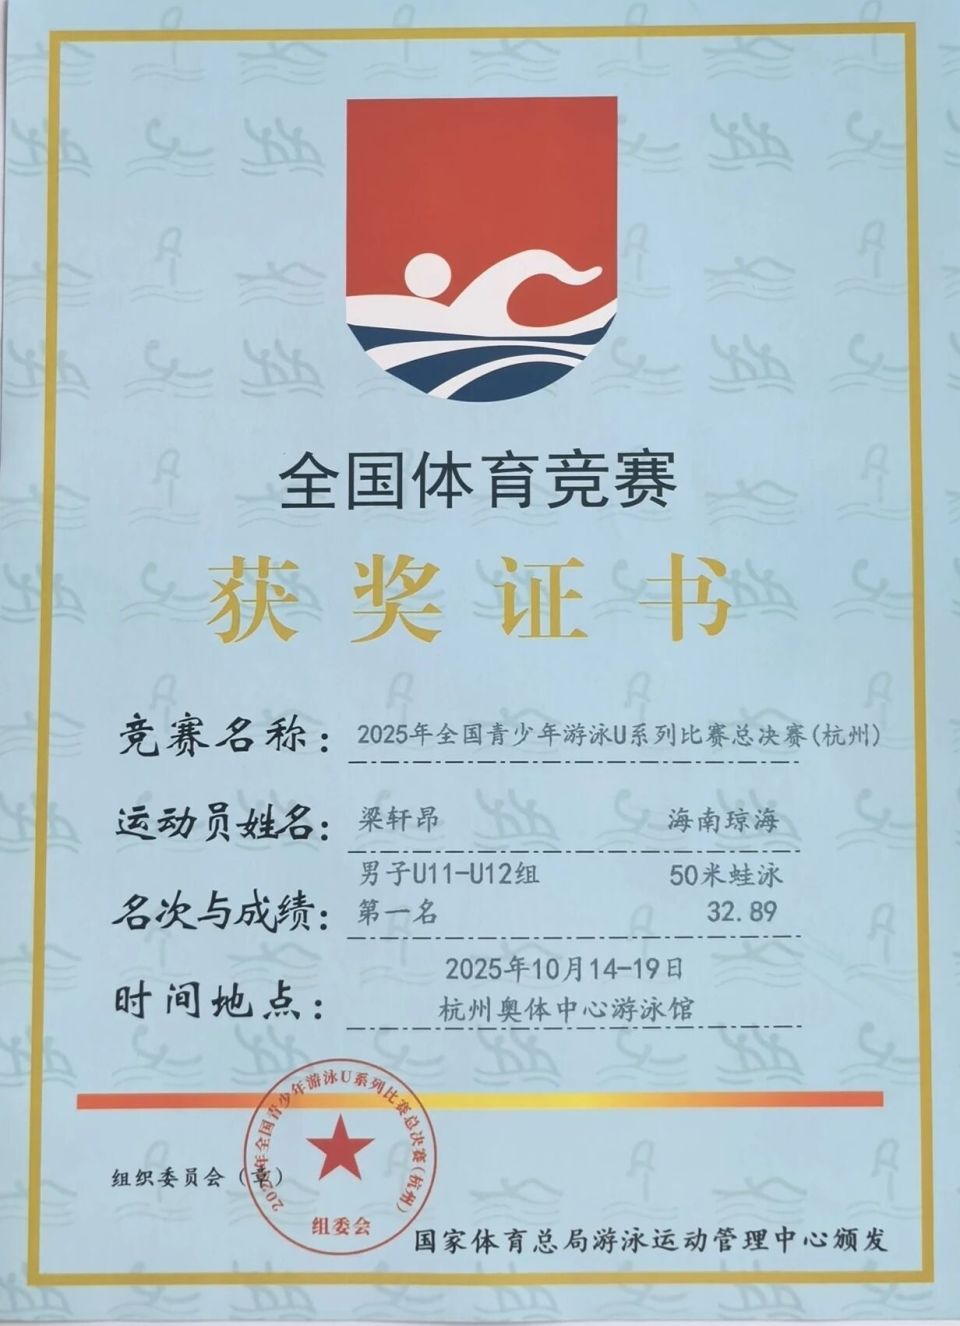 全国体育竞赛
获奖证书
竞赛名称： 2025年全国青少年游泳U系列比赛总决赛(杭州)
运动员姓名： 梁轩昂 海南琼海
男子U11-U12组 50米蛙泳
名次与成绩： 第一名 32.89
2025年10月14-19日
时间地点： 杭州奥体中心游泳馆
2025年全国青少年游泳U系列比赛总决赛(杭州)
组织委员会（章）
组委会
国家体育总局游泳运动管理中心颁发